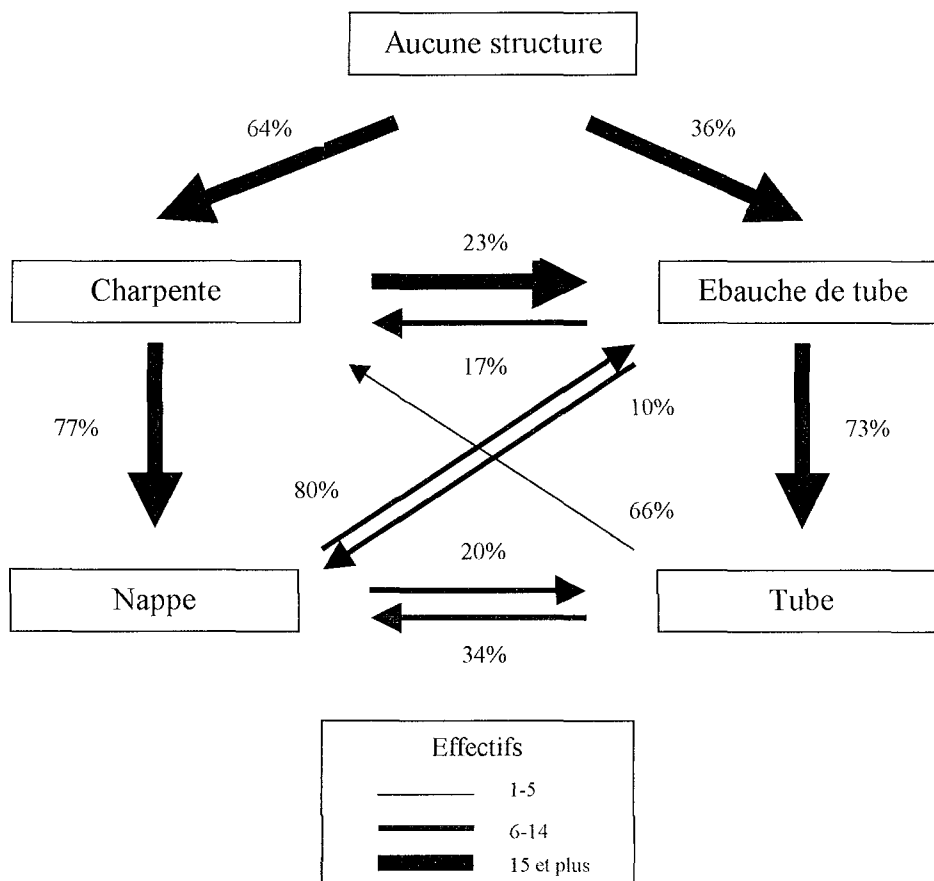 Aucune structure
64%
36%
23%
Charpente
Ebauche de tube
17%
10%
77%
73%
80%
66%
20%
Nappe
Tube
34%
Effectifs
1-5
6-14
15 et plus